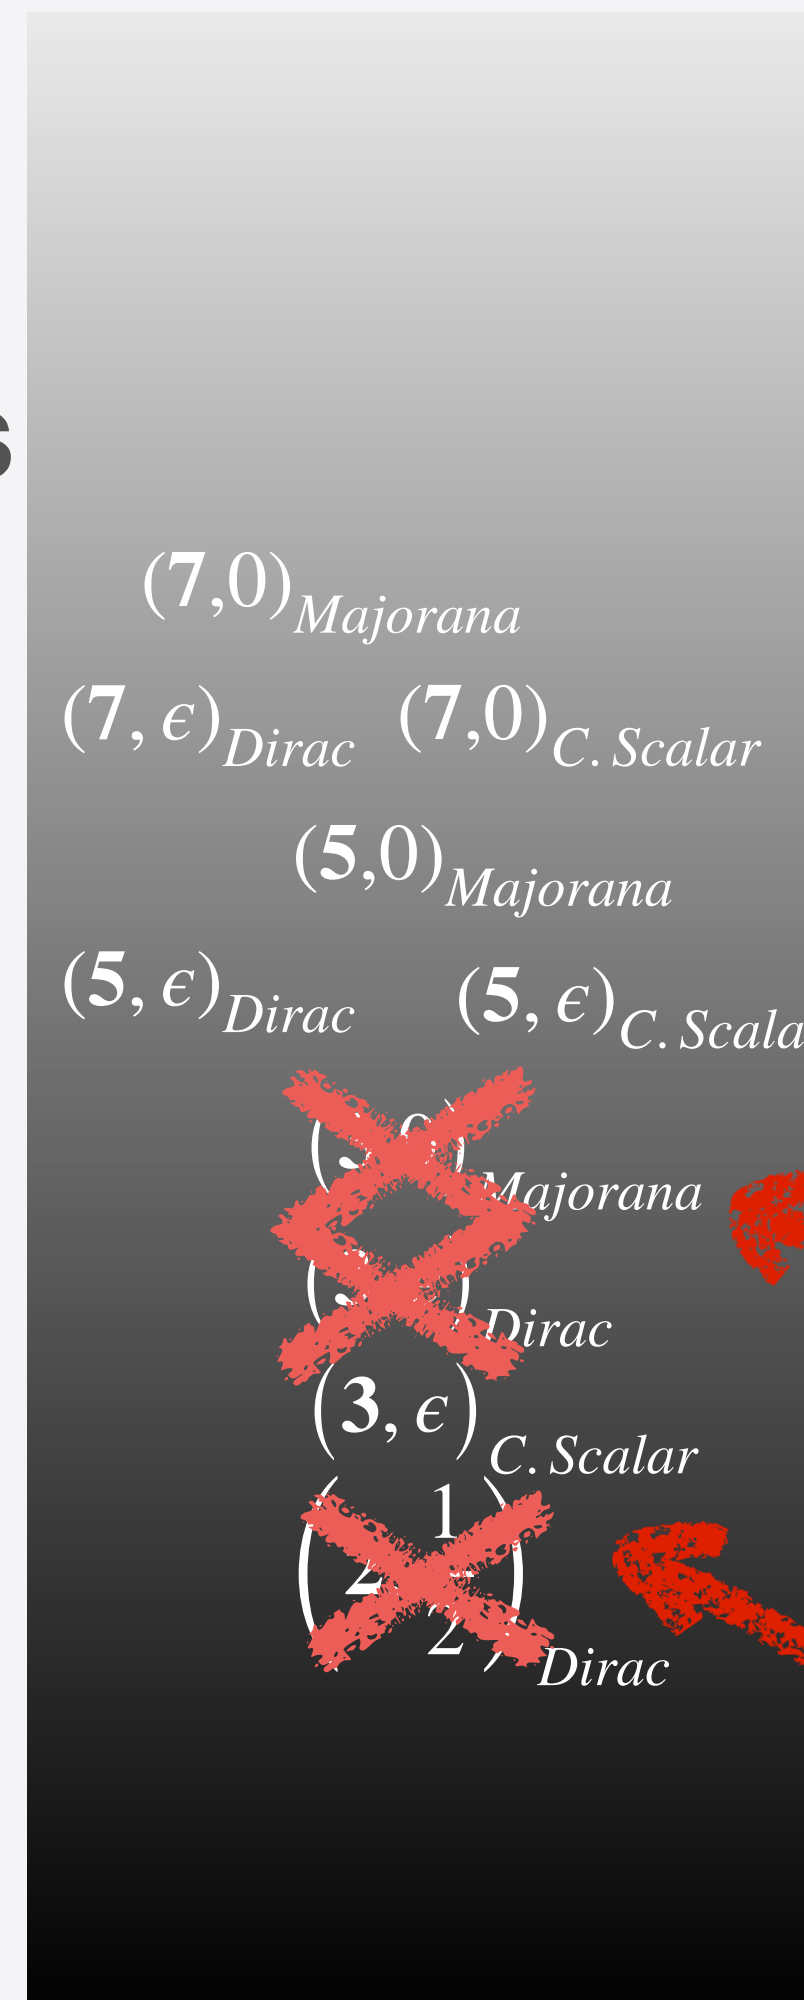 s
(7,0)Majorana
(7, ϵ)Dirac (7,0)C. Scalar
(5,0)Majorana
(5, ϵ)Dirac (5, ϵ)C. Scala
Majorana
Dirac
(3, ϵ)C. Scalar
Dirac